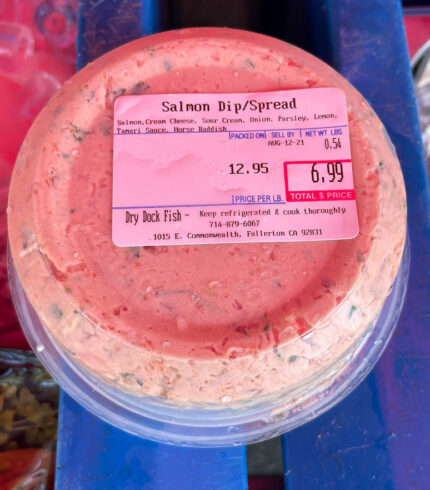 Salmon Dip/Spread
Salmon,Cream Cheese, Sour Cream, Onion, Parsley, Lemon,
Tamari Sauce, Horse Raddish
PACKED ON SELL BY NET WT LBS
AUG-12-21 0.54
12.95 6.99
PRICE PER LB. TOTAL $ PRICE
Dry Dock Fish - Keep refrigerated & cook thoroughly
714-879-6067
1015 E. Commonwealth, Fullerton CA 92831